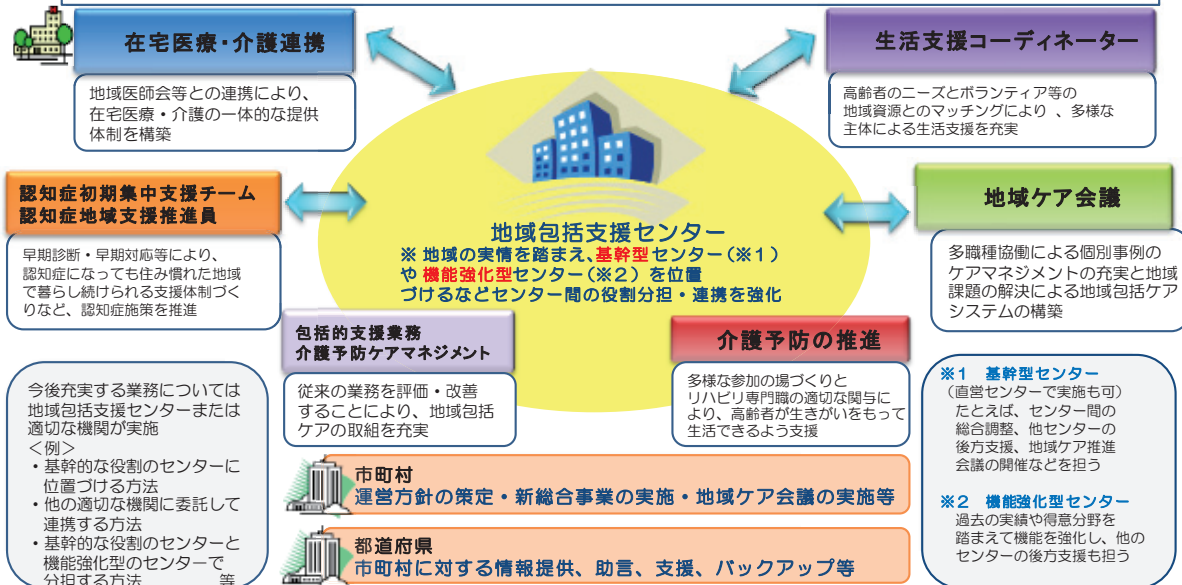 在宅医療・介護連携
地域医師会等との連携により、
在宅医療・介護の一体的な提供
体制を構築
生活支援コーディネーター
高齢者のニーズとボランティア等の
地域資源とのマッチングにより 、多様な
主体による生活支援を充実
認知症初期集中支援チーム
認知症地域支援推進員
早期診断・早期対応等により、
認知症になっても住み慣れた地域
で暮らし続けられる支援体制づく
りなど、認知症施策を推進
地域包括支援センター
※ 地域の実情を踏まえ、基幹型センター(※1)
や 機能強化型センター(※2) を位置
づけるなどセンター間の役割分担・連携を強化
地域ケア会議
多職種協働による個別事例の
ケアマネジメントの充実と地域
課題の解決による地域包括ケア
システムの構築
包括的支援業務
介護予防ケアマネジメント
従来の業務を評価・改善
することにより、地域包括
ケアの取組を充実
介護予防の推進
多様な参加の場づくりと
リハビリ専門職の適切な関与に
より、高齢者が生きがいをもって
生活できるよう支援
今後充実する業務については
地域包括支援センターまたは
適切な機関が実施
<例>
・基幹的な役割のセンターに
位置づける方法
・他の適切な機関に委託して
連携する方法
・基幹的な役割のセンターと
機能強化型のセンターで
分担する方法 等
市町村
運営方針の策定・新総合事業の実施・地域ケア会議の実施等
都道府県
市町村に対する情報提供、助言、支援、バックアップ等
※1 基幹型センター
(直営センターで実施も可)
たとえば、センター間の
総合調整、他センターの
後方支援、地域ケア推進
会議の開催などを担う
※2 機能強化型センター
過去の実績や得意分野を
踏まえて機能を強化し、他の
センターの後方支援も担う